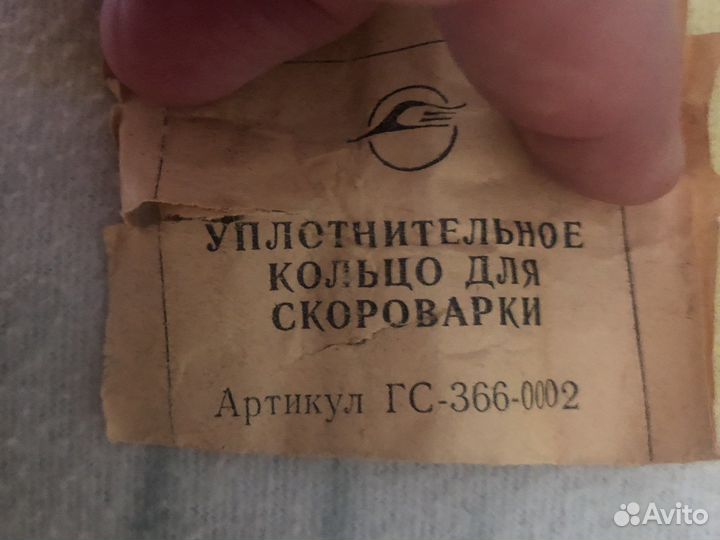 УПЛОТНИТЕЛЬНОЕ
КОЛЬЦО ДЛЯ
СКОРОВАРКИ
Артикул ГС-366-0002
Avito